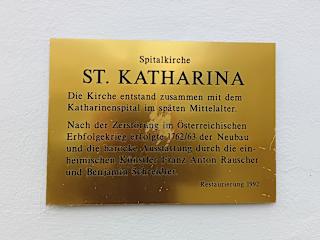 Spitalkirche
ST. KATHARINA
Die Kirche entstand zusammen mit dem
Katharinenspital im späten Mittelalter.
Nach der Zerstörung im Österreichischen
Erbfolgekrieg erfolgte 1762/63 der Neubau
und die barocke Ausstattung durch die ein-
heimischen Künstler Franz Anton Rauscher
und Benjamin Schreiber.
Restaurierung 1992